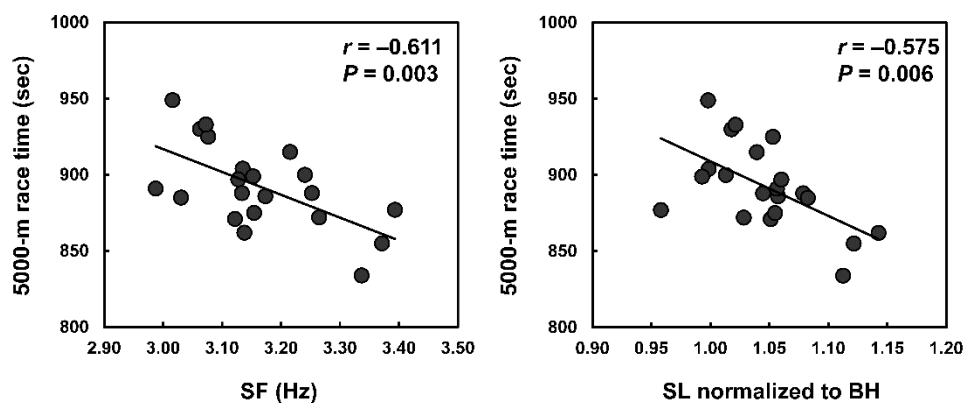 1000
950
900
850
800
5000-m race time (sec)
r = –0.611
P = 0.003
2.90 3.00 3.10 3.20 3.30 3.40 3.50
SF (Hz)
1000
950
900
850
800
5000-m race time (sec)
r = –0.575
P = 0.006
0.90 0.95 1.00 1.05 1.10 1.15 1.20
SL normalized to BH